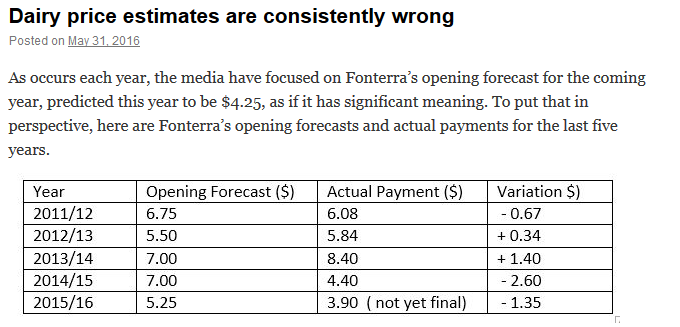 Dairy price estimates are consistently wrong
Posted on May 31, 2016
As occurs each year, the media have focused on Fonterra’s opening forecast for the coming
year, predicted this year to be $4.25, as if it has significant meaning. To put that in
perspective, here are Fonterra’s opening forecasts and actual payments for the last five
years.
Year Opening Forecast ($) Actual Payment ($) Variation $)
2011/12 6.75 6.08 - 0.67
2012/13 5.50 5.84 + 0.34
2013/14 7.00 8.40 + 1.40
2014/15 7.00 4.40 - 2.60
2015/16 5.25 3.90 ( not yet final) - 1.35